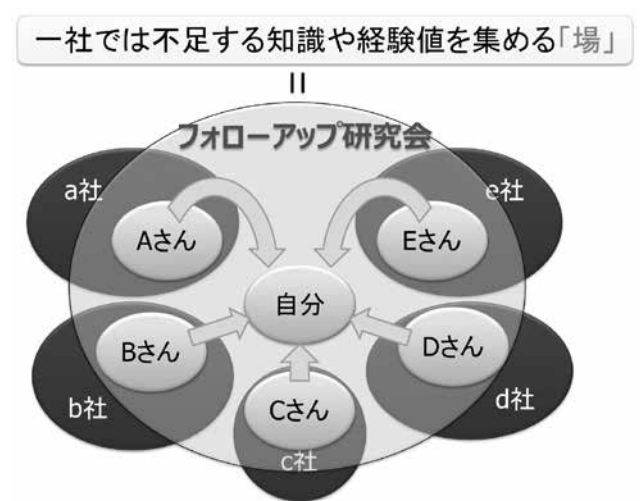 一社では不足する知識や経験値を集める「場」
=
フォローアップ研究会
a社
e社
Aさん
Eさん
自分
Bさん
Dさん
b社
d社
Cさん
c社